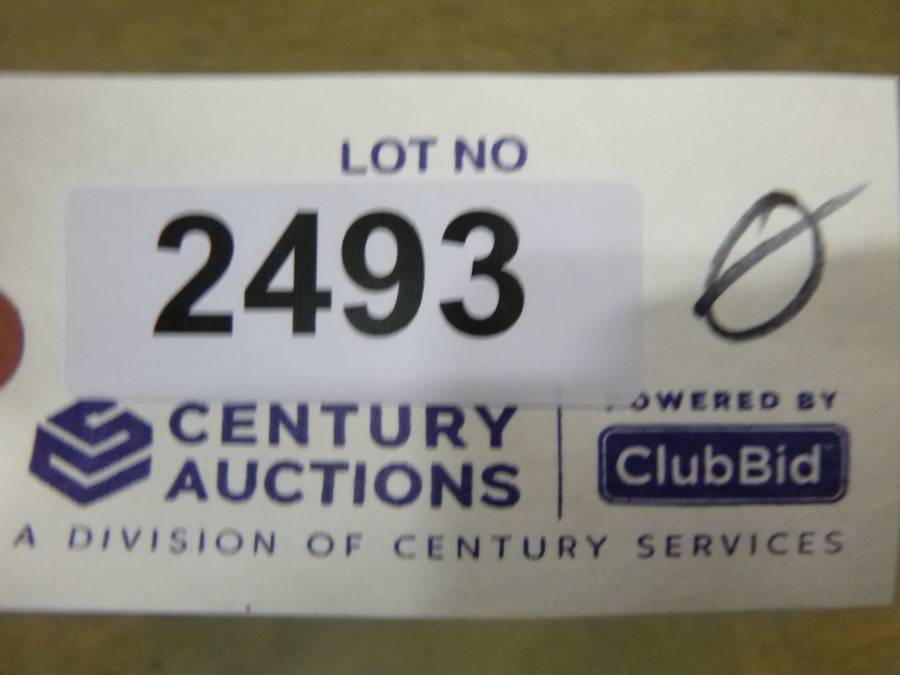 LOT NO
2493
Ø
CENTURY
AUCTIONS
POWERED BY
ClubBid
A DIVISION OF CENTURY SERVICES